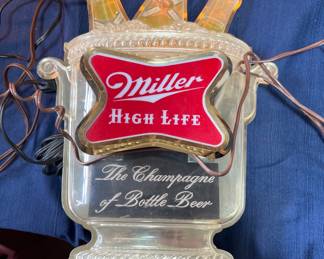 Miller
HIGH LIFE
The Champagne
of Bottle Beer